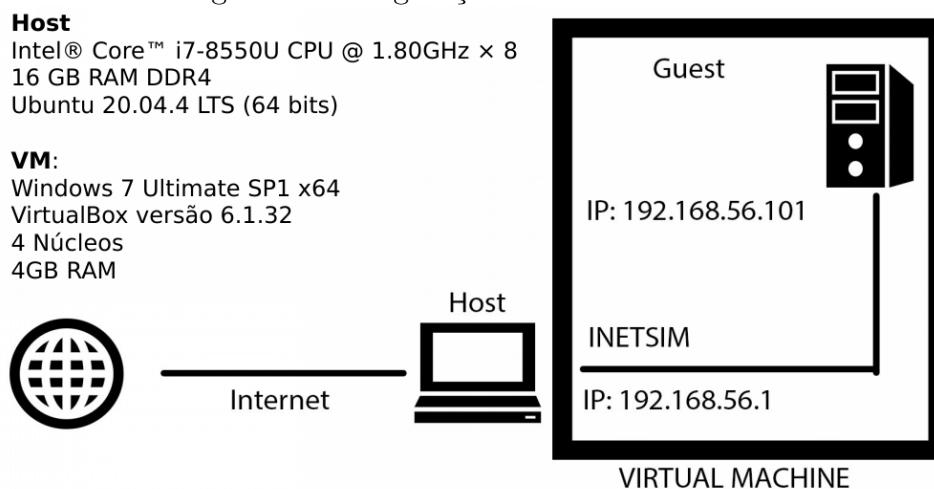 Host
Intel® Core™ i7-8550U CPU @ 1.80GHz × 8
16 GB RAM DDR4
Ubuntu 20.04.4 LTS (64 bits)
VM:
Windows 7 Ultimate SP1 x64
VirtualBox versão 6.1.32
4 Núcleos
4GB RAM
Guest
IP: 192.168.56.101
Host
INETSIM
Internet
IP: 192.168.56.1
VIRTUAL MACHINE